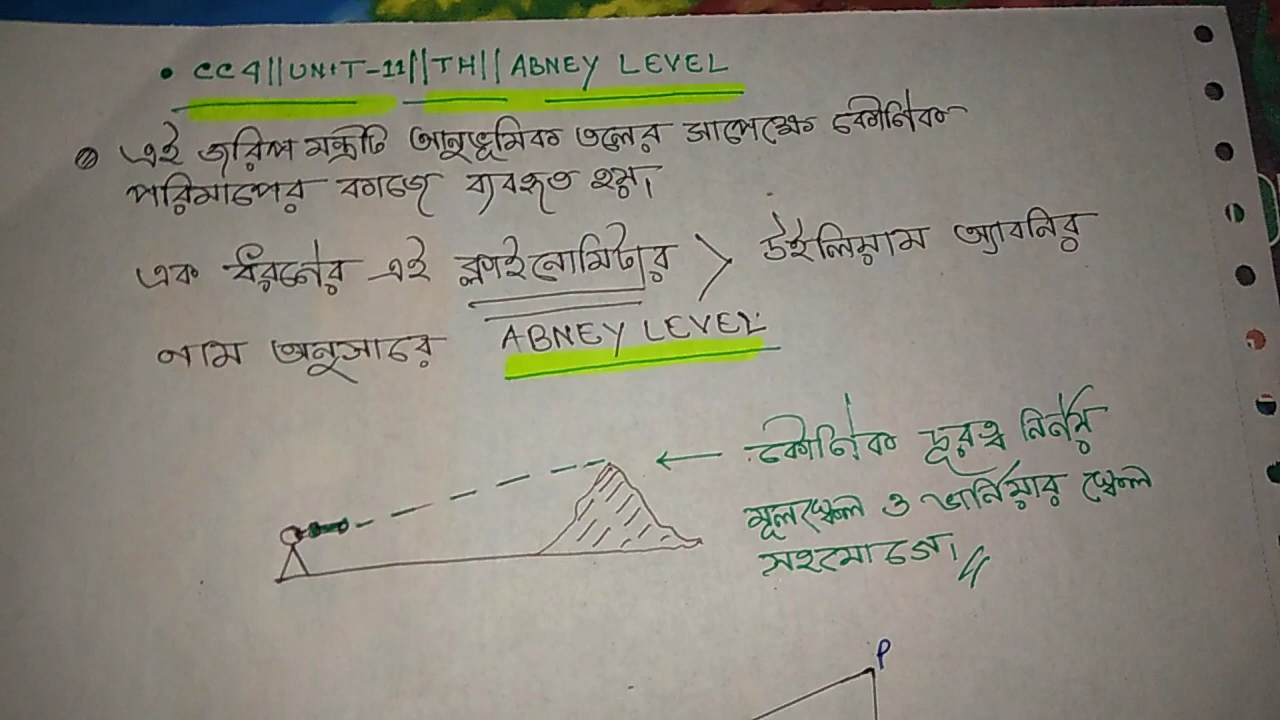 • CC4||UNIT-11||TH||ABNEY LEVEL
এই জরিপ যন্ত্রটি আনুভূমিক তলের সাপেক্ষে কৌণিক
পরিমাপের কাজে ব্যবহৃত হয়।
এক ধরনের এই ক্লাইনোমিটার > উইলিয়াম অ্যাবনির
নাম অনুসারে ABNEY LEVEL
← কৌণিক দূরত্ব নির্ণয়
মূলস্কেল ও ভার্নিয়ার স্কেল
সহযোগে।
P